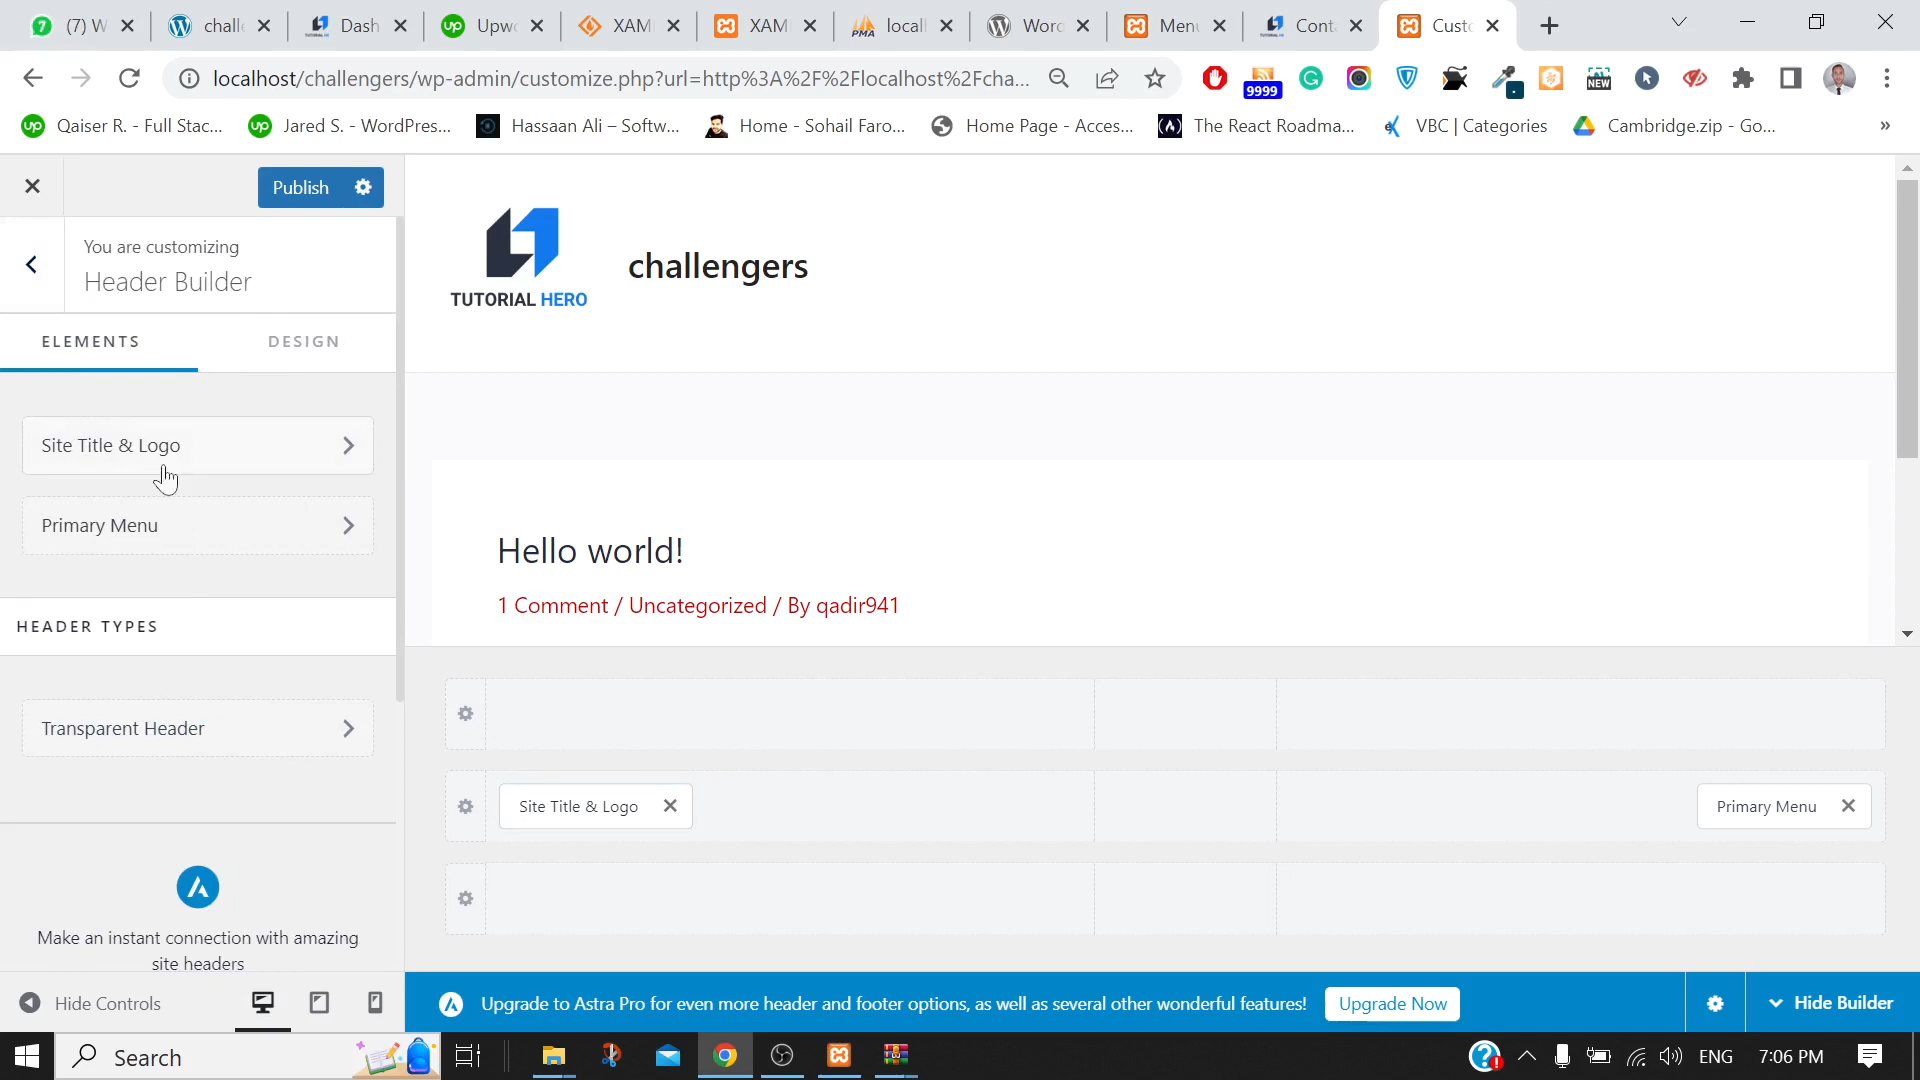 (7) W
challe
Dash
Upwo
XAM
XAM
locall
Word
Menu
Conta
Custo
localhost/challengers/wp-admin/customize.php?url=http%3A%2F%2Flocalhost%2Fcha...
9999
NEW
Qaiser R. - Full Stac...
Jared S. - WordPres...
Hassaan Ali – Softw...
Home - Sohail Faro...
Home Page - Acces...
The React Roadma...
VBC | Categories
Cambridge.zip - Go...
»
Publish
You are customizing
Header Builder
ELEMENTS
DESIGN
Site Title & Logo
Primary Menu
HEADER TYPES
Transparent Header
Make an instant connection with amazing
site headers
Hide Controls
TUTORIAL HERO
challengers
Hello world!
1 Comment / Uncategorized / By qadir941
Site Title & Logo
Primary Menu
Upgrade to Astra Pro for even more header and footer options, as well as several other wonderful features!
Upgrade Now
Hide Builder
Search
ENG
7:06 PM